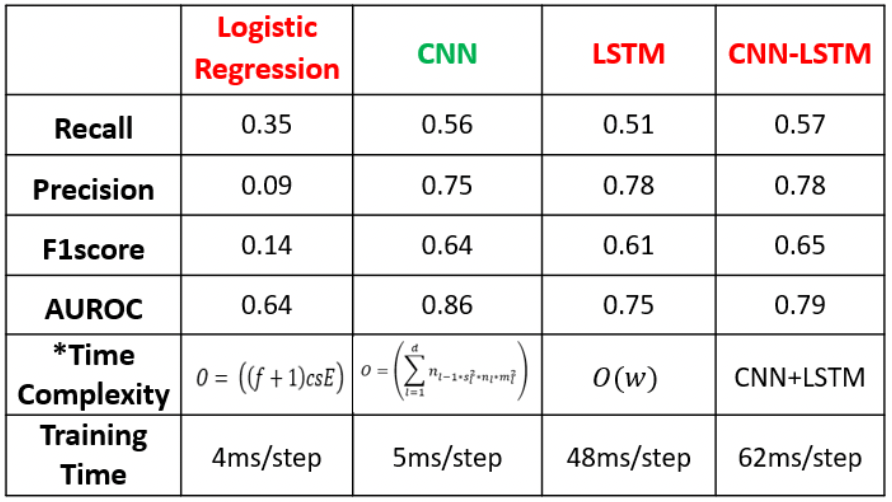 Logistic Regression CNN LSTM CNN-LSTM
Recall 0.35 0.56 0.51 0.57
Precision 0.09 0.75 0.78 0.78
F1score 0.14 0.64 0.61 0.65
AUROC 0.64 0.86 0.75 0.79
*Time Complexity O = ((f + 1)csE) O = (∑_{l=1}^{d} n_{l−1*s_l^2*n_l*m_l^2}) O(w) CNN+LSTM
Training Time 4ms/step 5ms/step 48ms/step 62ms/step